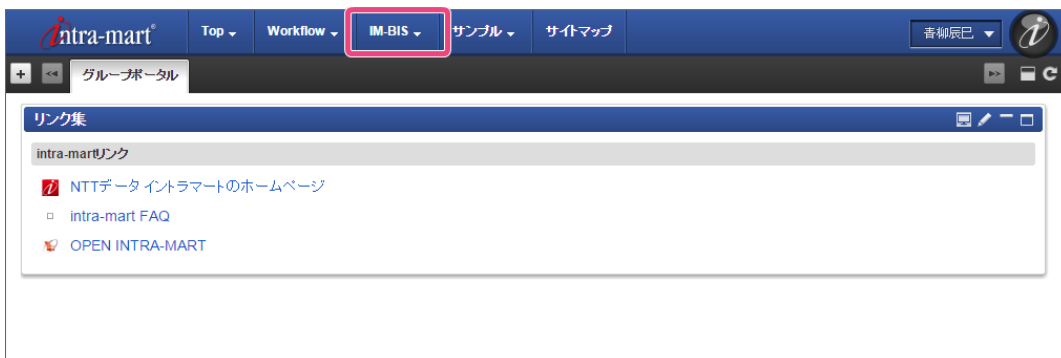 intra-mart® Top Workflow IM-BIS サンプル サイトマップ 青柳辰巳
グループポータル
リンク集
intra-martリンク
NTTデータ イントラマートのホームページ
intra-mart FAQ
OPEN INTRA-MART